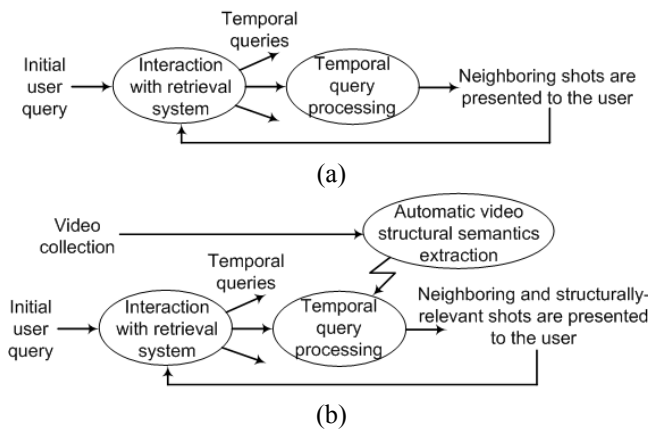 Temporal
queries
Initial
user
query
Interaction
with retrieval
system
Temporal
query
processing
Neighboring shots are
presented to the user
(a)
Video
collection
Automatic video
structural semantics
extraction
Temporal
queries
Initial
user
query
Interaction
with retrieval
system
Temporal
query
processing
Neighboring and structurally-
relevant shots are presented
to the user
(b)